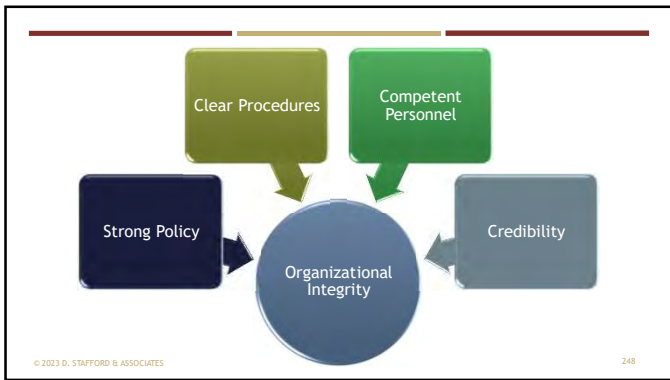 Clear Procedures
Competent
Personnel
Strong Policy
Credibility
Organizational
Integrity
© 2023 D. STAFFORD & ASSOCIATES
248